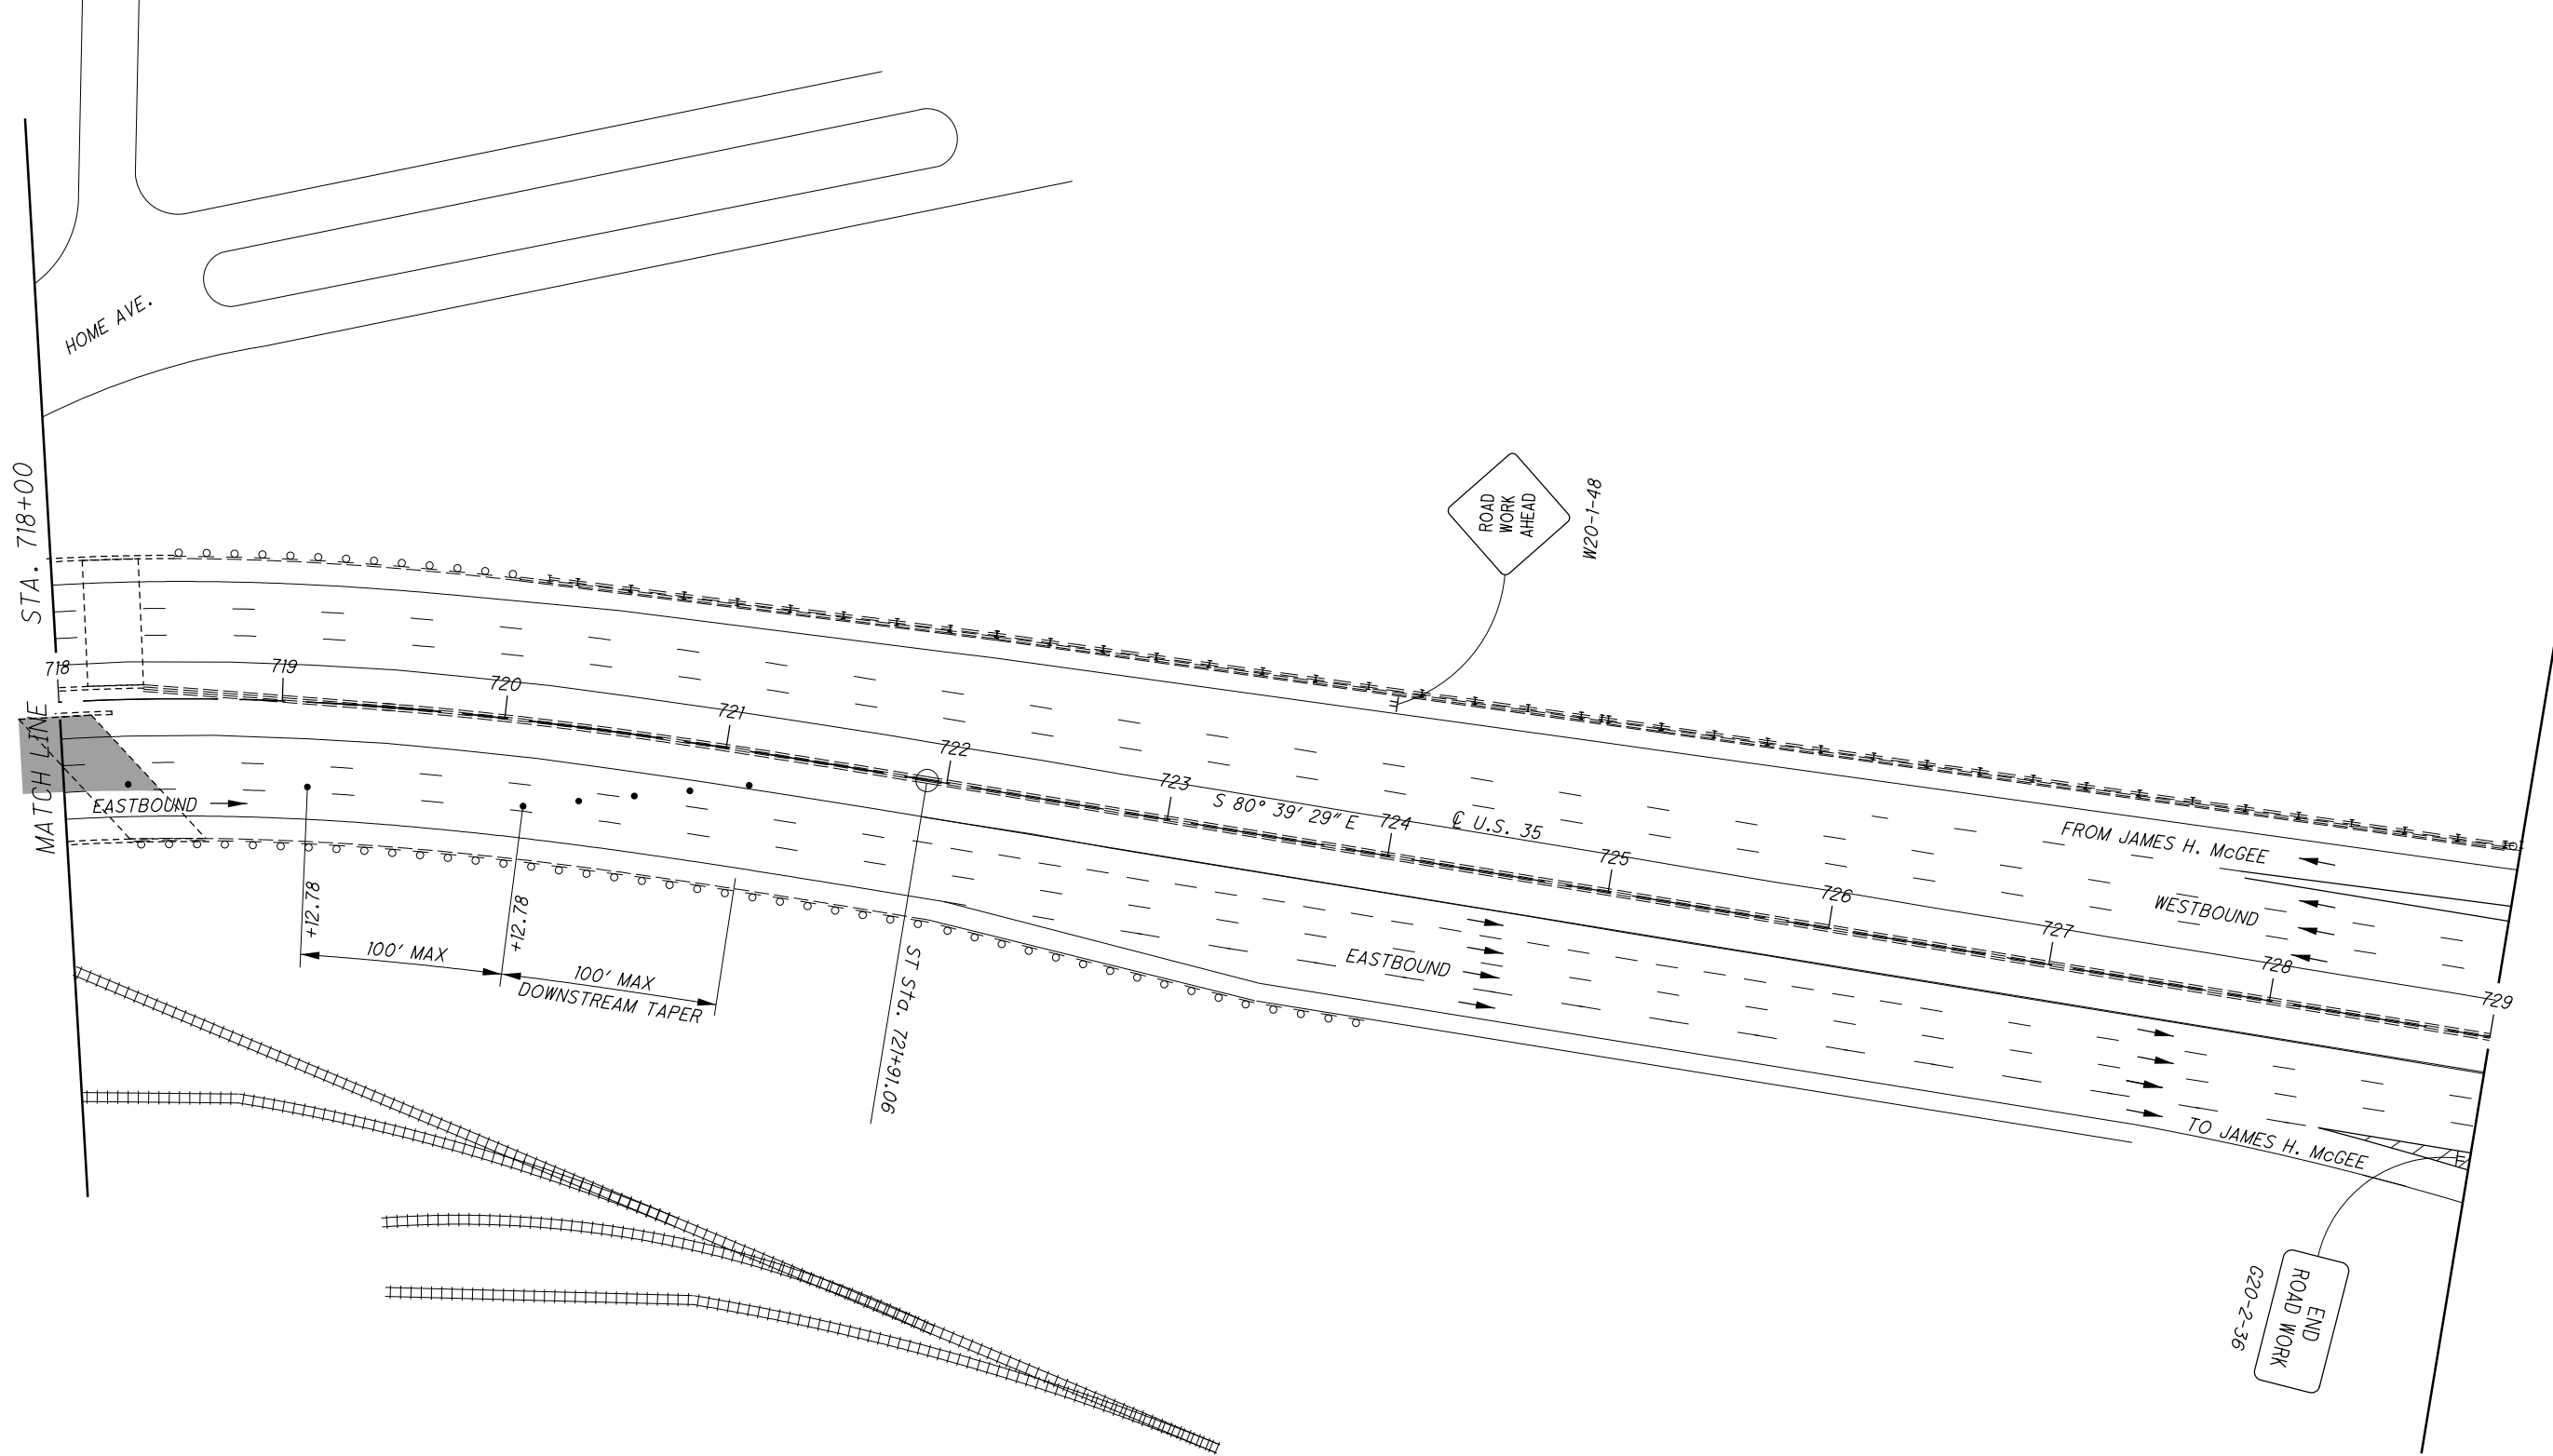 HOME AVE.
MATCH LINE STA. 718+00
ROAD
WORK
AHEAD
W20-1-48
718
719
720
721
722
723
724
725
726
727
728
729
S 80° 39' 29" E
℄ U.S. 35
FROM JAMES H. McGEE
WESTBOUND
EASTBOUND
EASTBOUND
+12.78
+12.78
100' MAX
100' MAX
DOWNSTREAM TAPER
ST Sta. 721+91.06
TO JAMES H. McGEE
END
ROAD WORK
G20-2-36